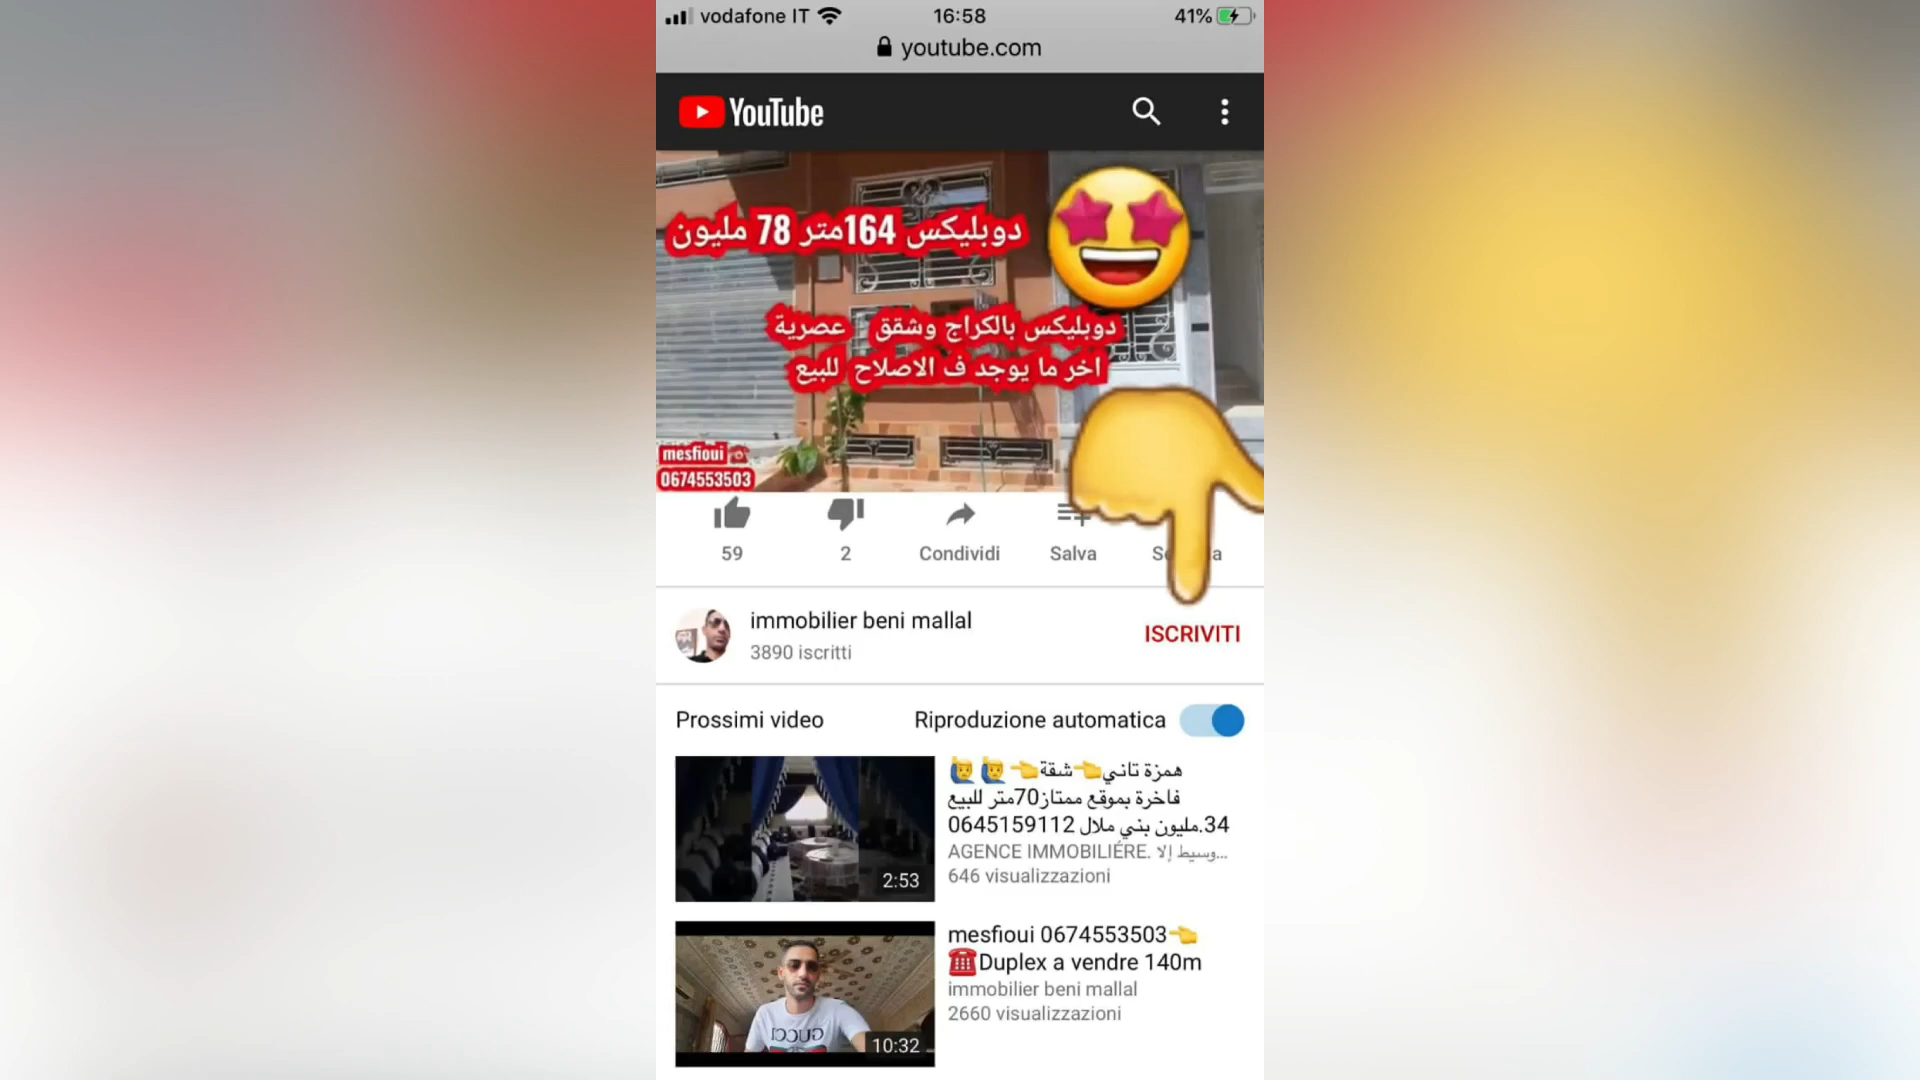 vodafone IT
16:58
41%
youtube.com
YouTube
دوبليكس 164متر 78 مليون
دوبليكس بالكراج وشقق عصرية
اخر ما يوجد ف الاصلاح للبيع
mesfioui
0674553503
59
2
Condividi
Salva
immobilier beni mallal
3890 iscritti
ISCRIVITI
Prossimi video
Riproduzione automatica
همزة تاني👈شقة👈🙋‍♂️🙋‍♂️
فاخرة بموقع ممتاز70متر للبيع
34.مليون بني ملال 0645159112
AGENCE IMMOBILIÉRE. وسيط إلا...
646 visualizzazioni
2:53
mesfioui 0674553503👈
☎️Duplex a vendre 140m
immobilier beni mallal
2660 visualizzazioni
GUCCI
10:32